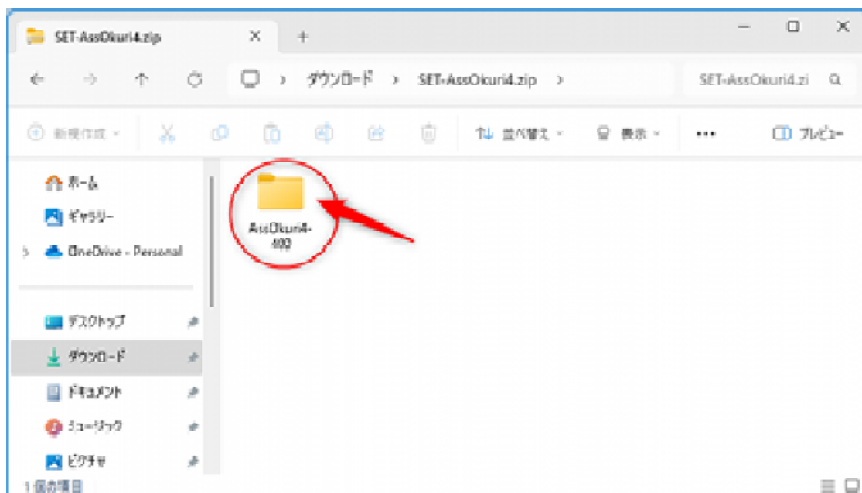 SET-AssOkuri4.zip
ダウンロード > SET-AssOkuri4.zip >
SET-AssOkuri4.zi
新規作成
並べ替え
表示
プレビュー
ホーム
ギャラリー
OneDrive - Personal
AssOkuri4-
デスクトップ
ダウンロード
ドキュメント
ミュージック
ピクチャ
1 個の項目